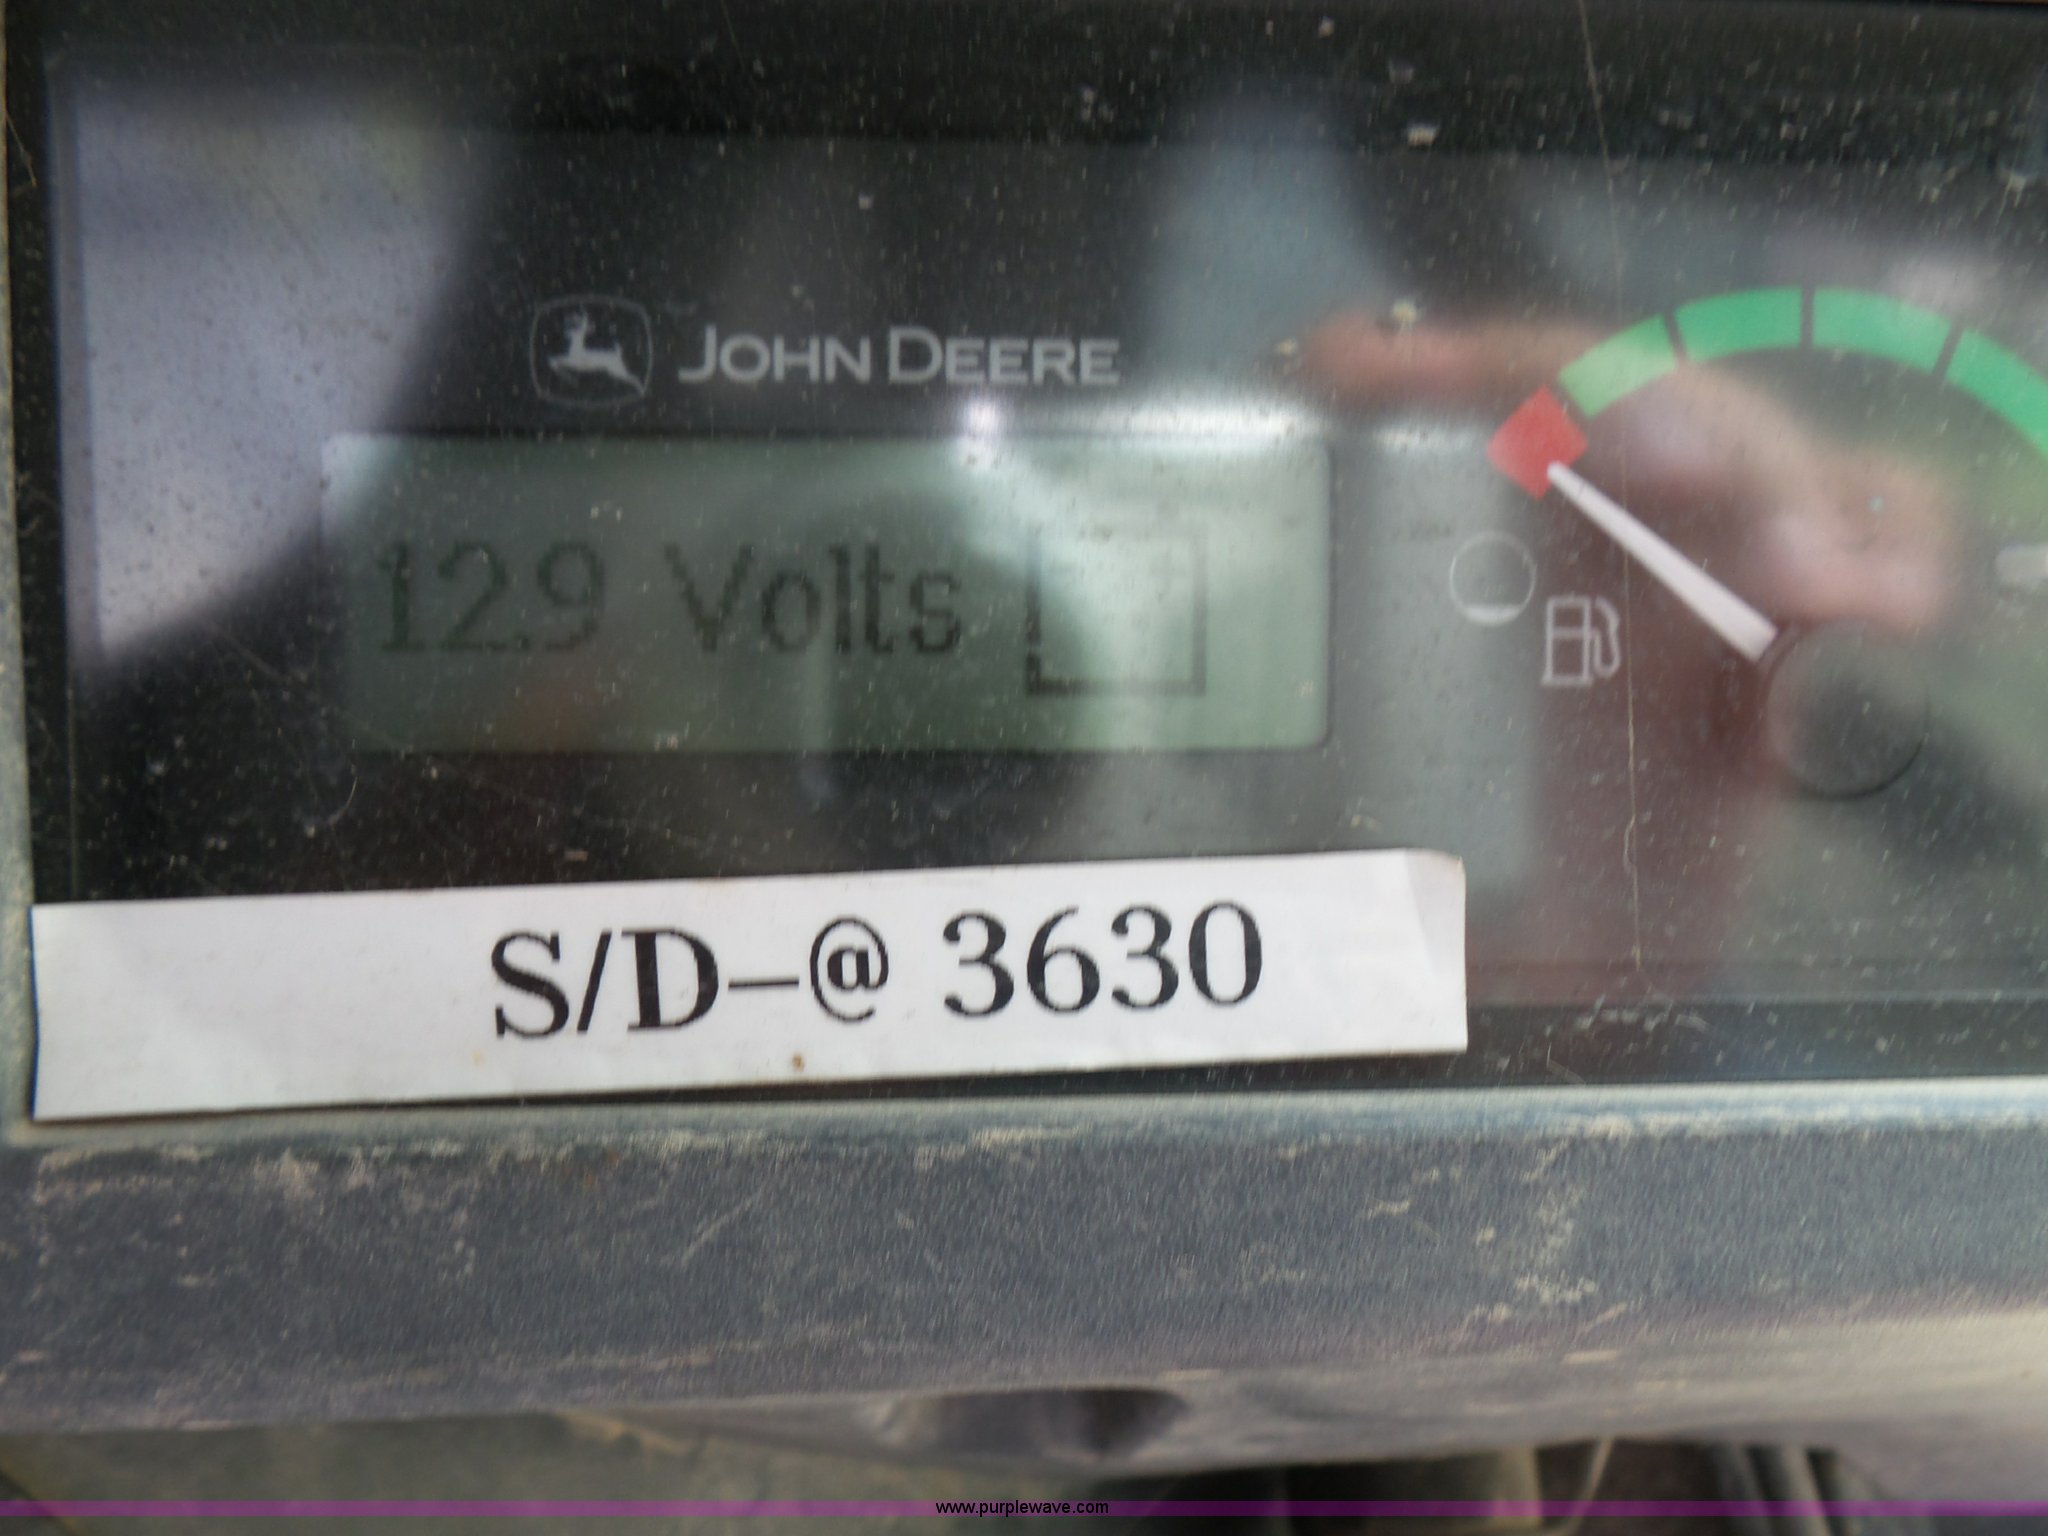 JOHN DEERE
12.9 Volts
S/D-@ 3630
www.purplewave.com